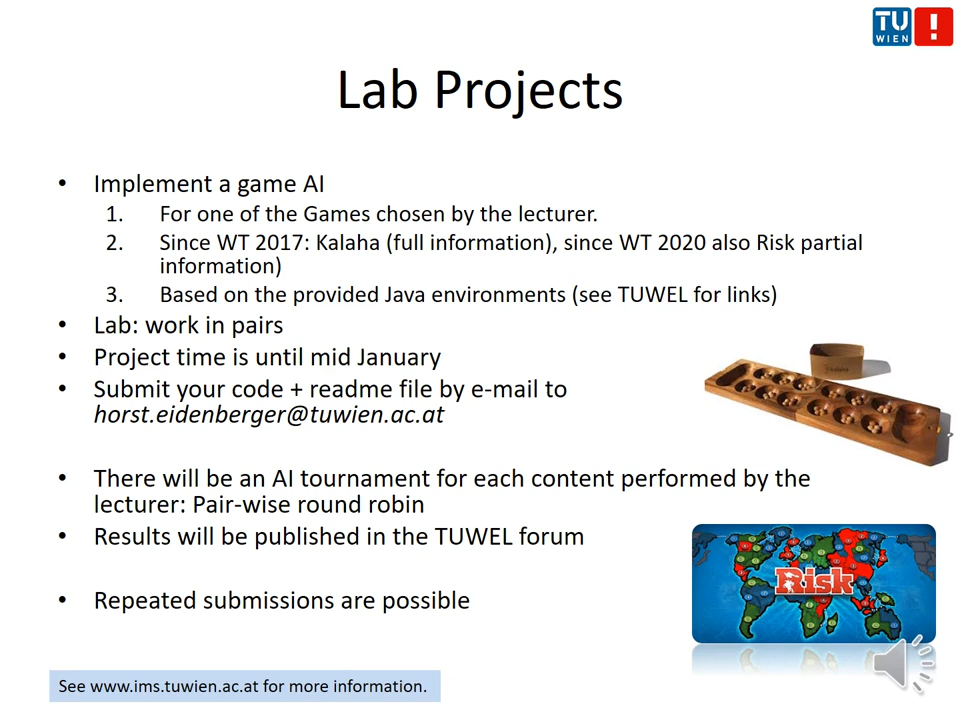 TU
WIEN
!
Lab Projects
• Implement a game AI
1. For one of the Games chosen by the lecturer.
2. Since WT 2017: Kalaha (full information), since WT 2020 also Risk partial
information)
3. Based on the provided Java environments (see TUWEL for links)
• Lab: work in pairs
• Project time is until mid January
• Submit your code + readme file by e-mail to
horst.eidenberger@tuwien.ac.at
• There will be an AI tournament for each content performed by the
lecturer: Pair-wise round robin
• Results will be published in the TUWEL forum
Risk
• Repeated submissions are possible
See www.ims.tuwien.ac.at for more information.